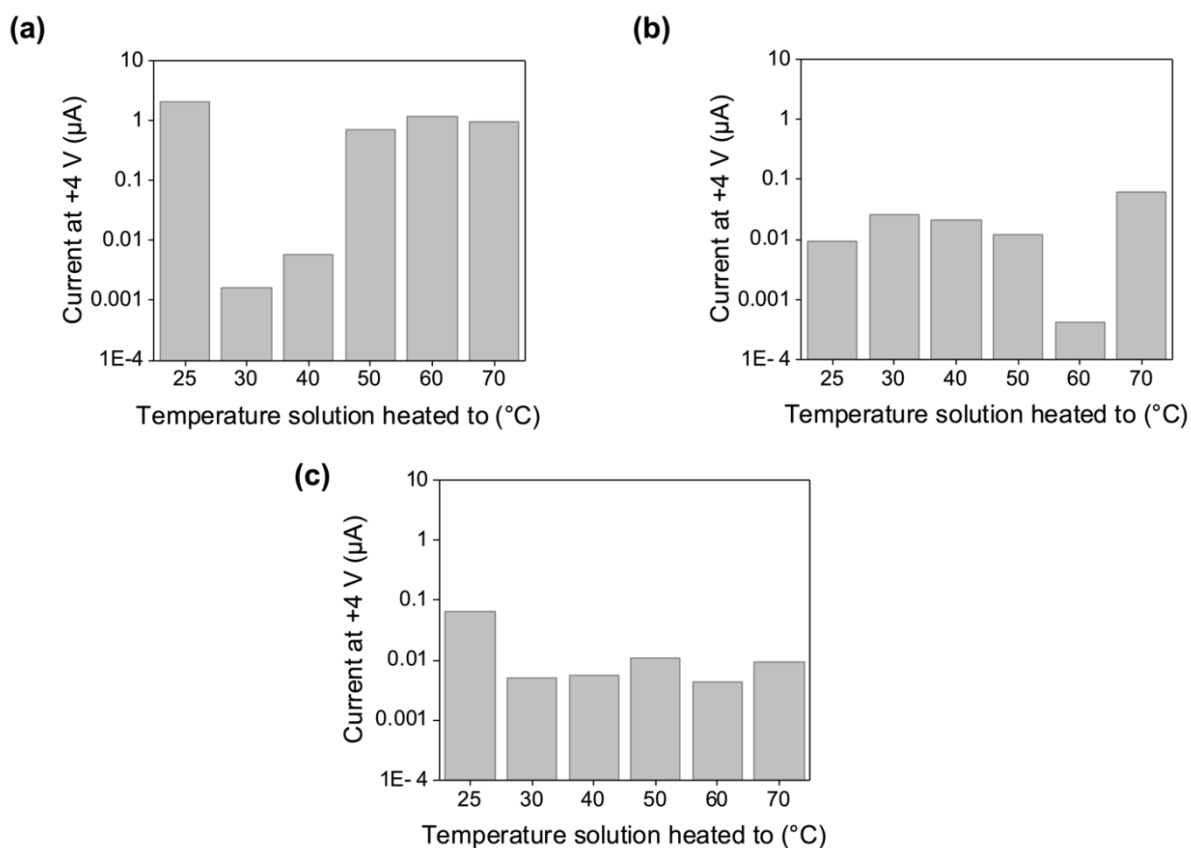 (a)
10
1
0.1
0.01
0.001
1E-4
Current at +4 V (µA)
25 30 40 50 60 70
Temperature solution heated to (°C)
(b)
10
1
0.1
0.01
0.001
1E- 4
Current at +4 V (µA)
25 30 40 50 60 70
Temperature solution heated to (°C)
(c)
10
1
0.1
0.01
0.001
1E- 4
Current at +4 V (µA)
25 30 40 50 60 70
Temperature solution heated to (°C)